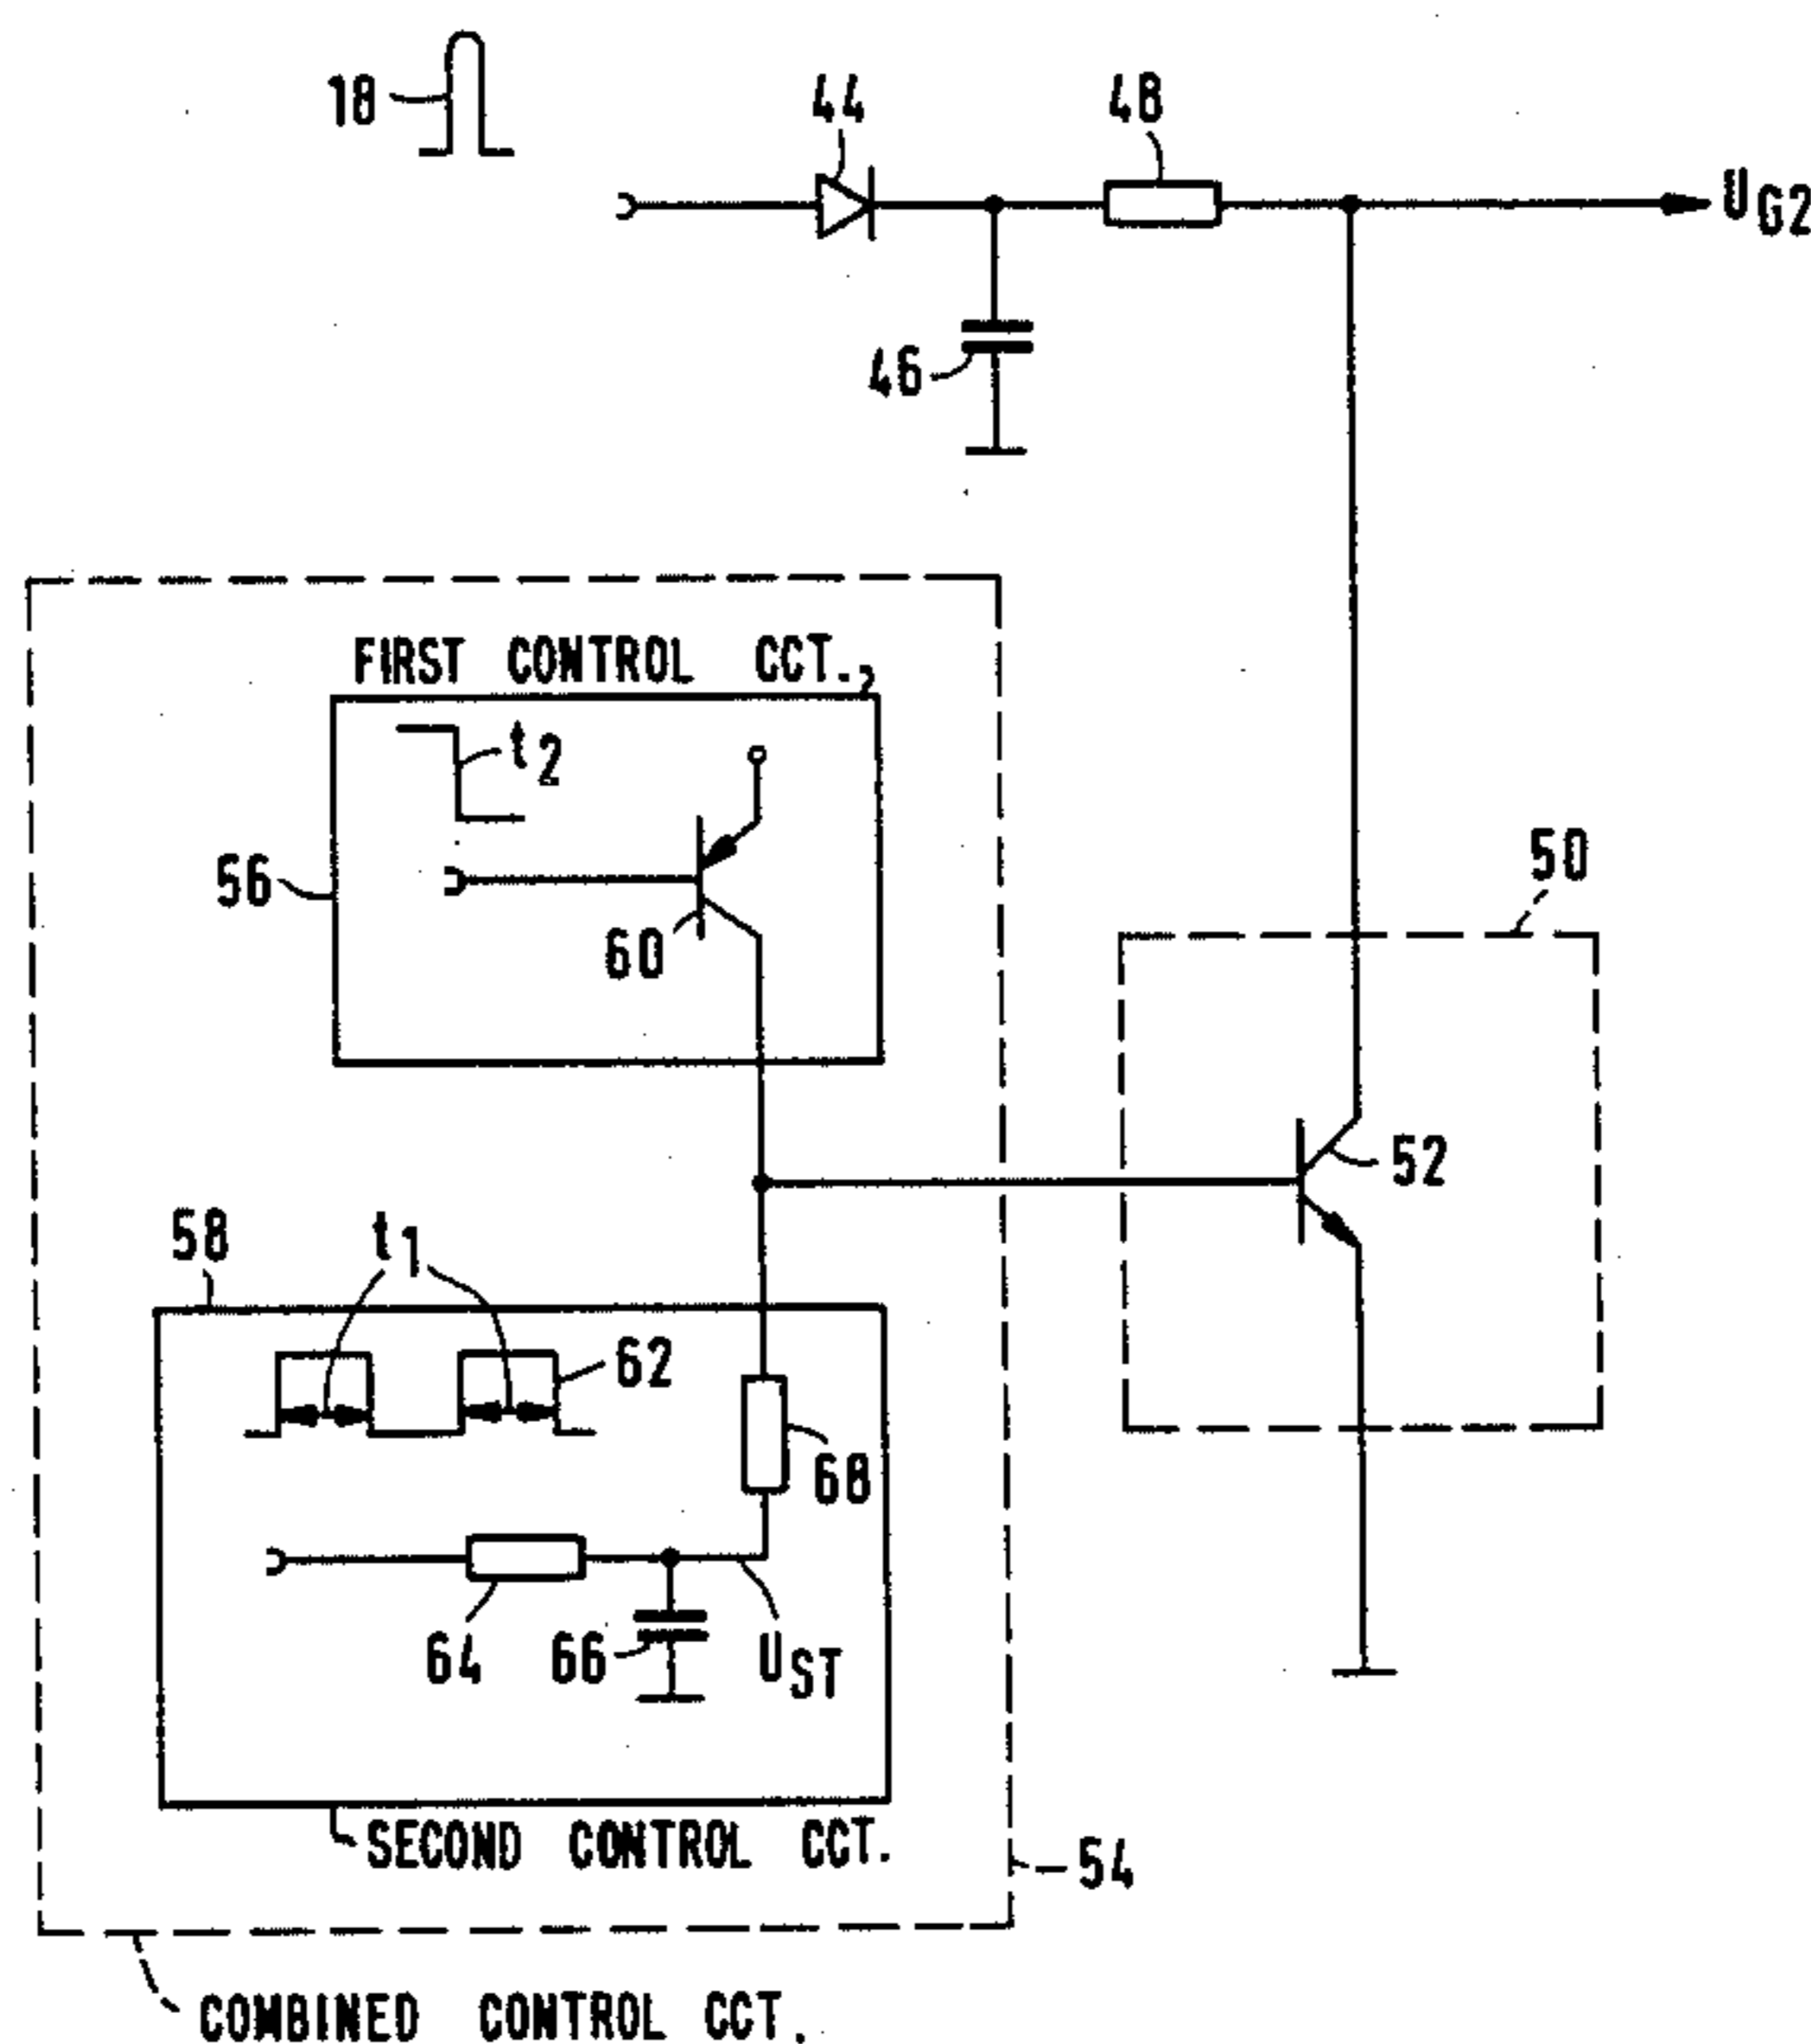 18
44
48
UG2
46
FIRST CONTROL CCT.2
t2
56
60
50
52
58
t1
62
68
64
66
UST
SECOND CONTROL CCT.
54
COMBINED CONTROL CCT.